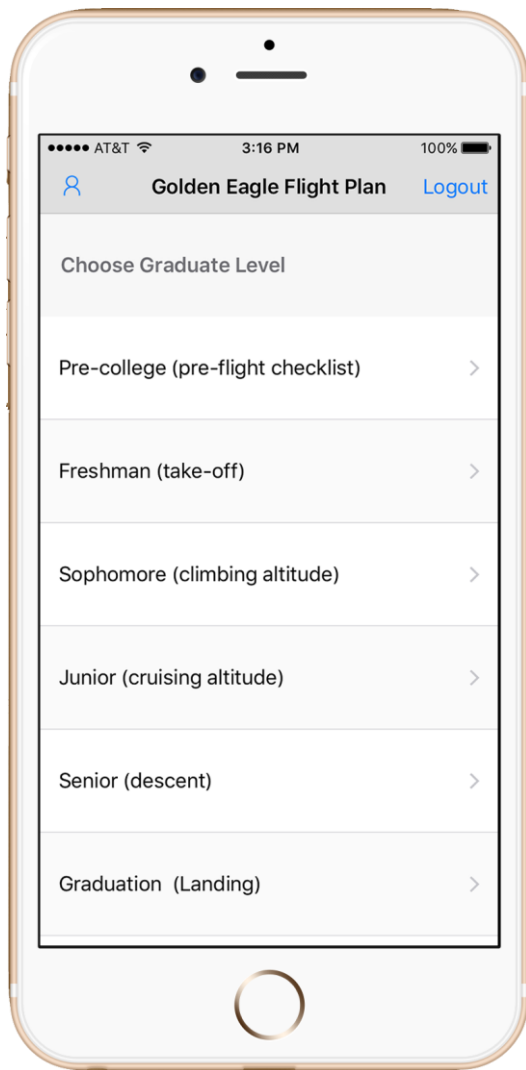 AT&T 3:16 PM 100%
Golden Eagle Flight Plan Logout
Choose Graduate Level
Pre-college (pre-flight checklist)
Freshman (take-off)
Sophomore (climbing altitude)
Junior (cruising altitude)
Senior (descent)
Graduation  (Landing)